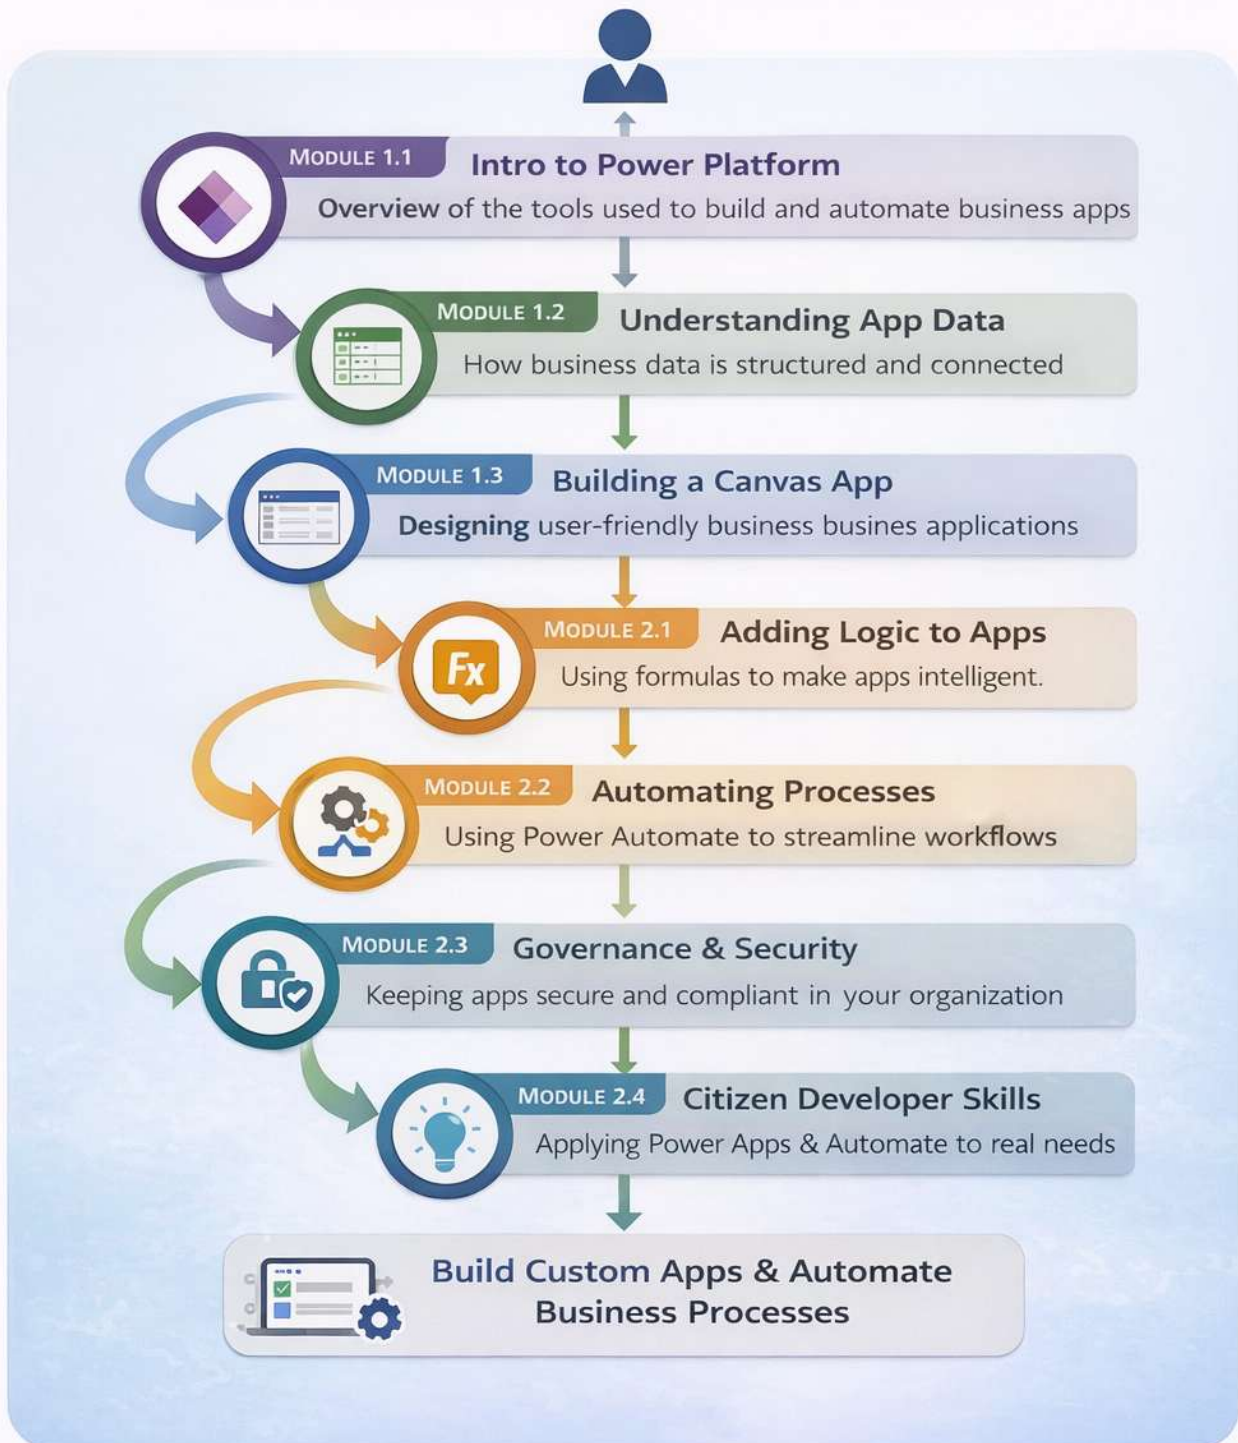 MODULE 1.1
Intro to Power Platform
Overview of the tools used to build and automate business apps
MODULE 1.2
Understanding App Data
How business data is structured and connected
MODULE 1.3
Building a Canvas App
Designing user-friendly business busines applications
MODULE 2.1
Adding Logic to Apps
Fx
Using formulas to make apps intelligent.
MODULE 2.2
Automating Processes
Using Power Automate to streamline workflows
MODULE 2.3
Governance & Security
Keeping apps secure and compliant in your organization
MODULE 2.4
Citizen Developer Skills
Applying Power Apps & Automate to real needs
Build Custom Apps & Automate
Business Processes